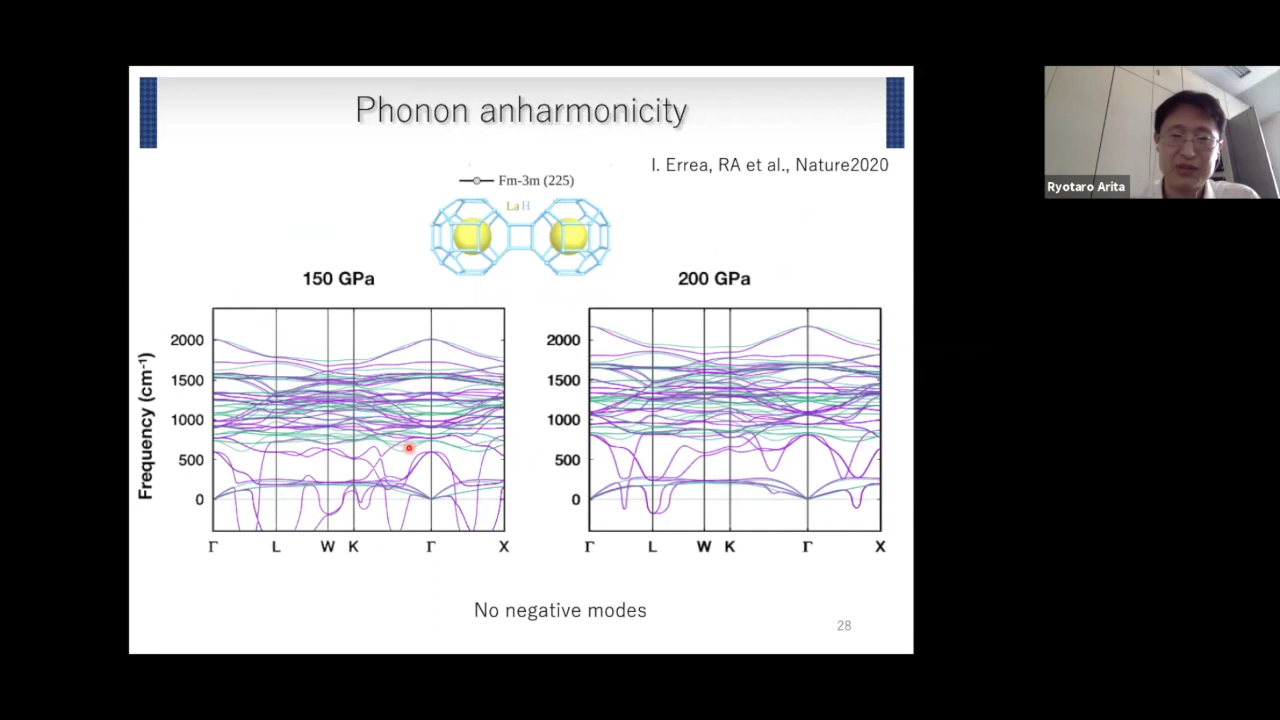 Phonon anharmonicity
I. Errea, RA et al., Nature2020
Fm-3m (225)
La H
150 GPa
200 GPa
Frequency (cm-1)
2000
1500
1000
500
0
Γ L W K Γ X
2000
1500
1000
500
0
Γ L W K Γ X
No negative modes
28
Ryotaro Arita